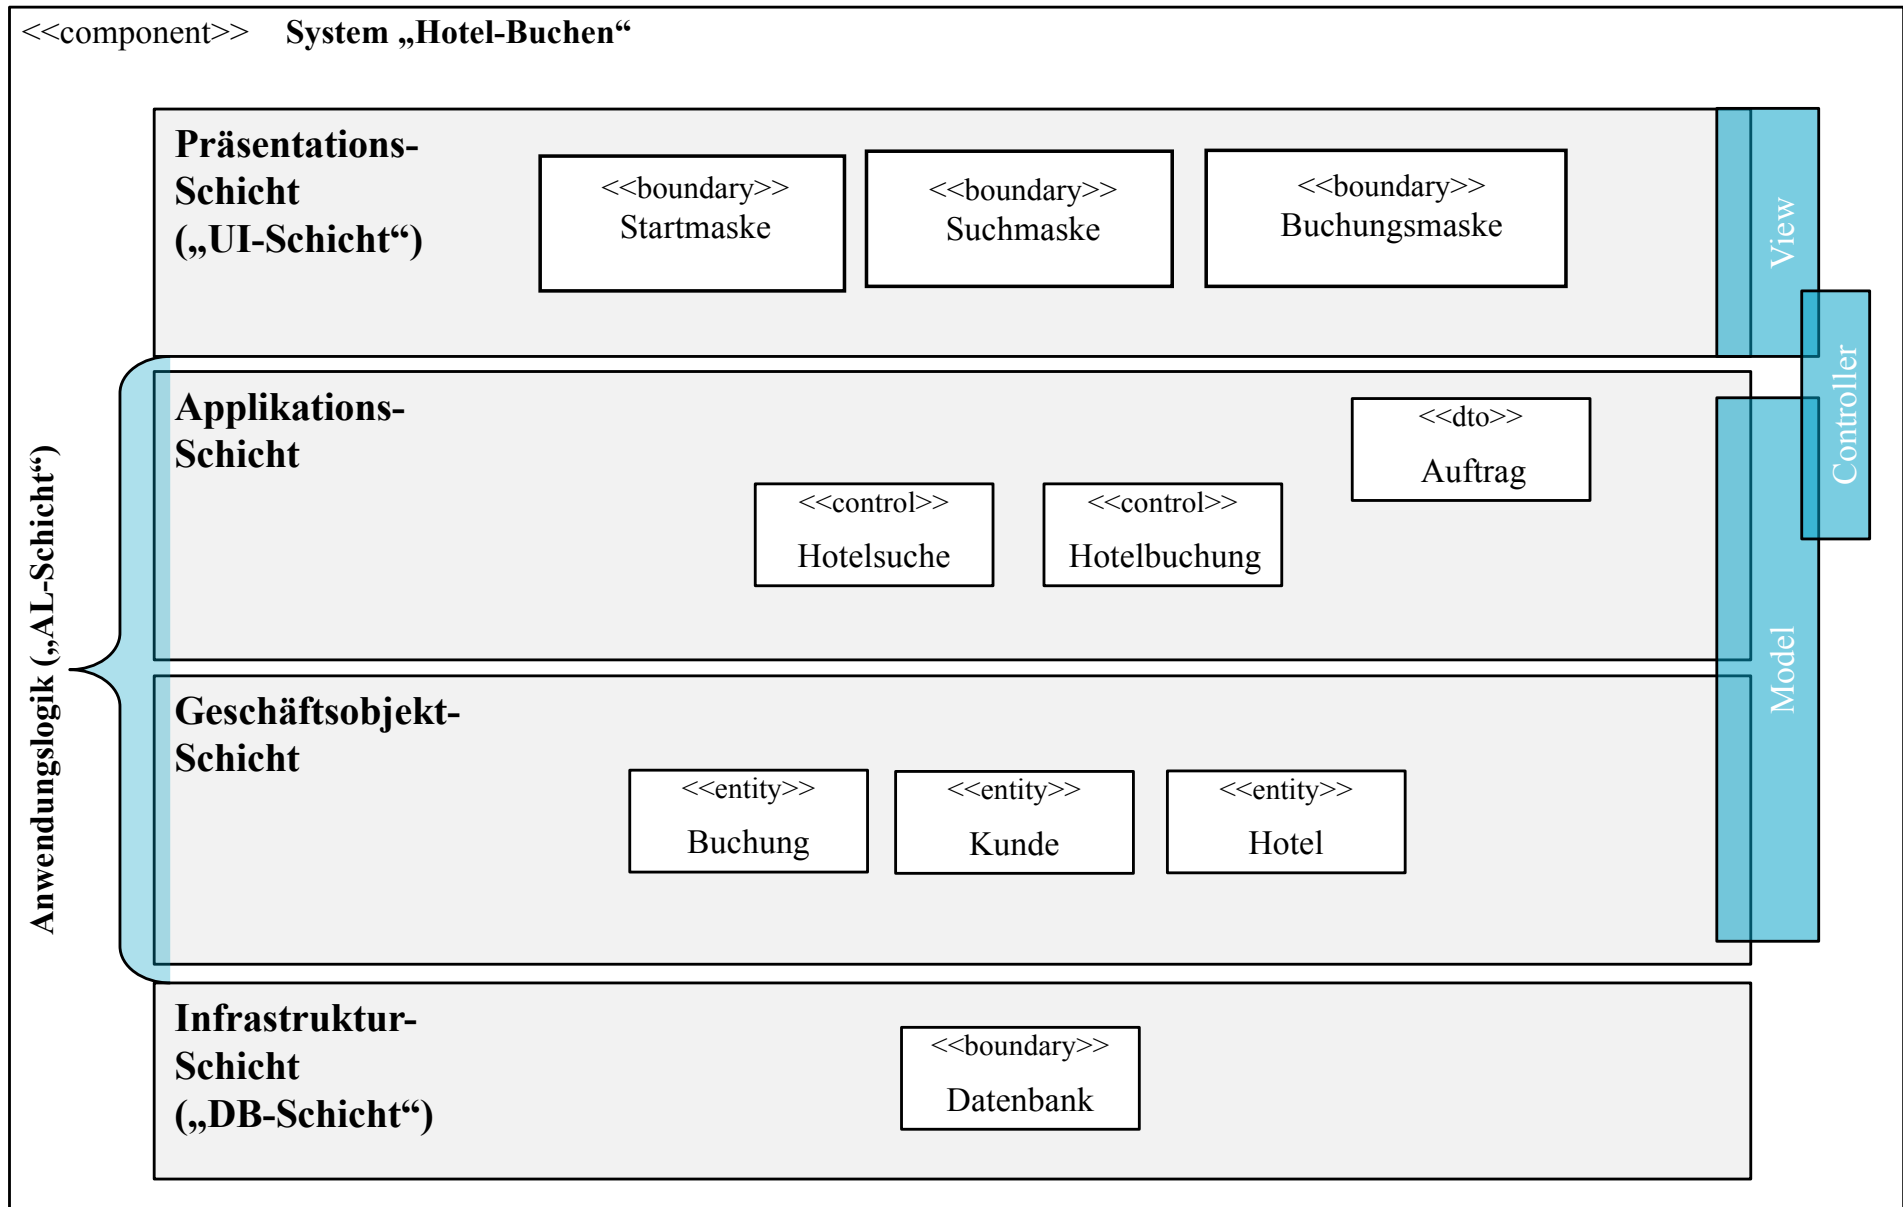 <<component>> System „Hotel-Buchen“
Präsentations-
Schicht
(„UI-Schicht“)
<<boundary>>
Startmaske
<<boundary>>
Suchmaske
<<boundary>>
Buchungsmaske
View
Controller
Model
Anwendungslogik („AL-Schicht“)
Applikations-
Schicht
<<dto>>
Auftrag
<<control>>
Hotelsuche
<<control>>
Hotelbuchung
Geschäftsobjekt-
Schicht
<<entity>>
Buchung
<<entity>>
Kunde
<<entity>>
Hotel
Infrastruktur-
Schicht
(„DB-Schicht“)
<<boundary>>
Datenbank